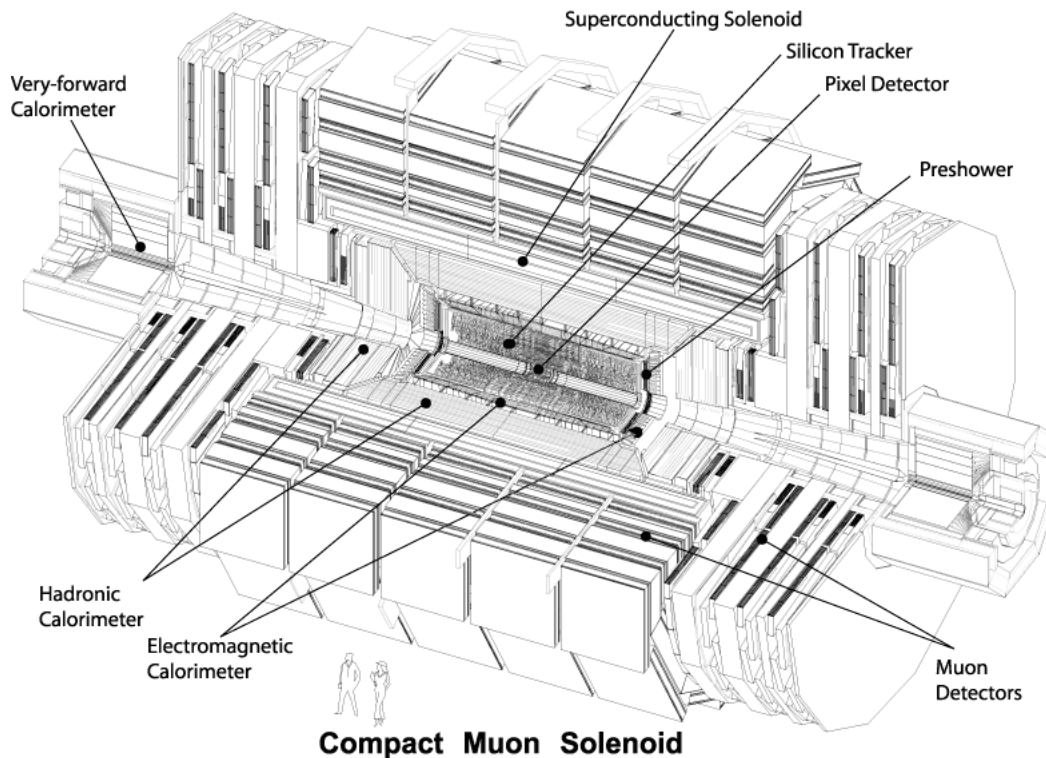 Superconducting Solenoid
Silicon Tracker
Pixel Detector
Very-forward
Calorimeter
Preshower
Hadronic
Calorimeter
Electromagnetic
Calorimeter
Muon
Detectors
Compact Muon Solenoid